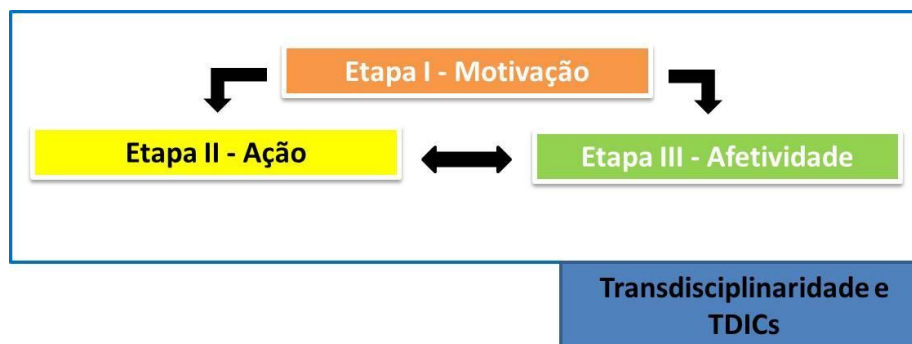 Etapa I - Motivação
Etapa II - Ação
Etapa III - Afetividade
Transdisciplinaridade e
TDICs